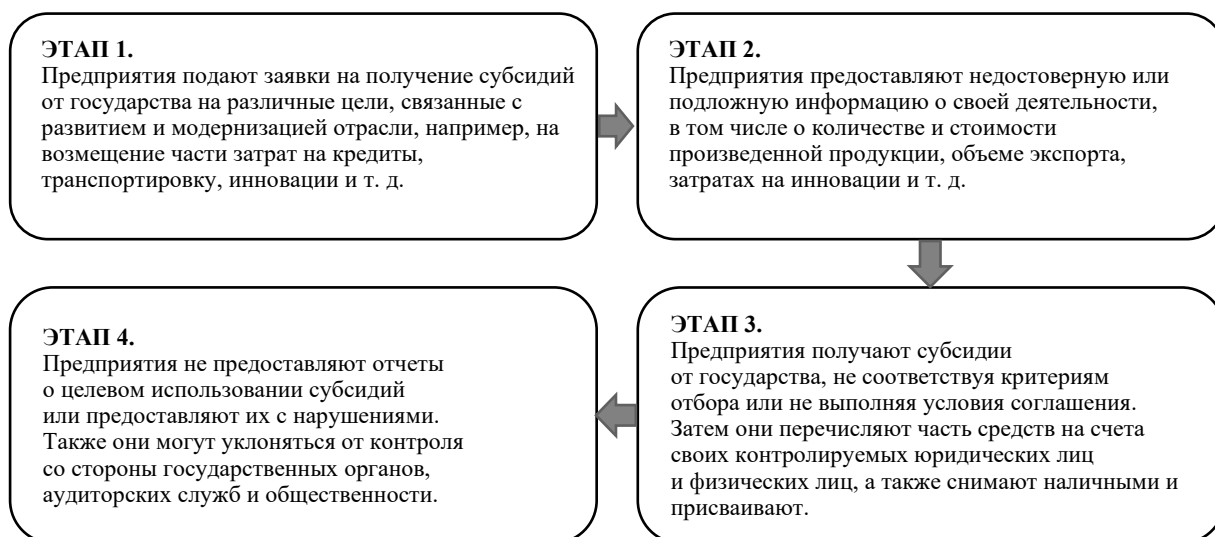 ЭТАП 1.
Предприятия подают заявки на получение субсидий
от государства на различные цели, связанные с
развитием и модернизацией отрасли, например, на
возмещение части затрат на кредиты,
транспортировку, инновации и т. д.
ЭТАП 2.
Предприятия предоставляют недостоверную или
подложную информацию о своей деятельности,
в том числе о количестве и стоимости
произведенной продукции, объеме экспорта,
затратах на инновации и т. д.
ЭТАП 3.
Предприятия получают субсидии
от государства, не соответствуя критериям
отбора или не выполняя условия соглашения.
Затем они перечисляют часть средств на счета
своих контролируемых юридических лиц
и физических лиц, а также снимают наличными и
присваивают.
ЭТАП 4.
Предприятия не предоставляют отчеты
о целевом использовании субсидий
или предоставляют их с нарушениями.
Также они могут уклоняться от контроля
со стороны государственных органов,
аудиторских служб и общественности.